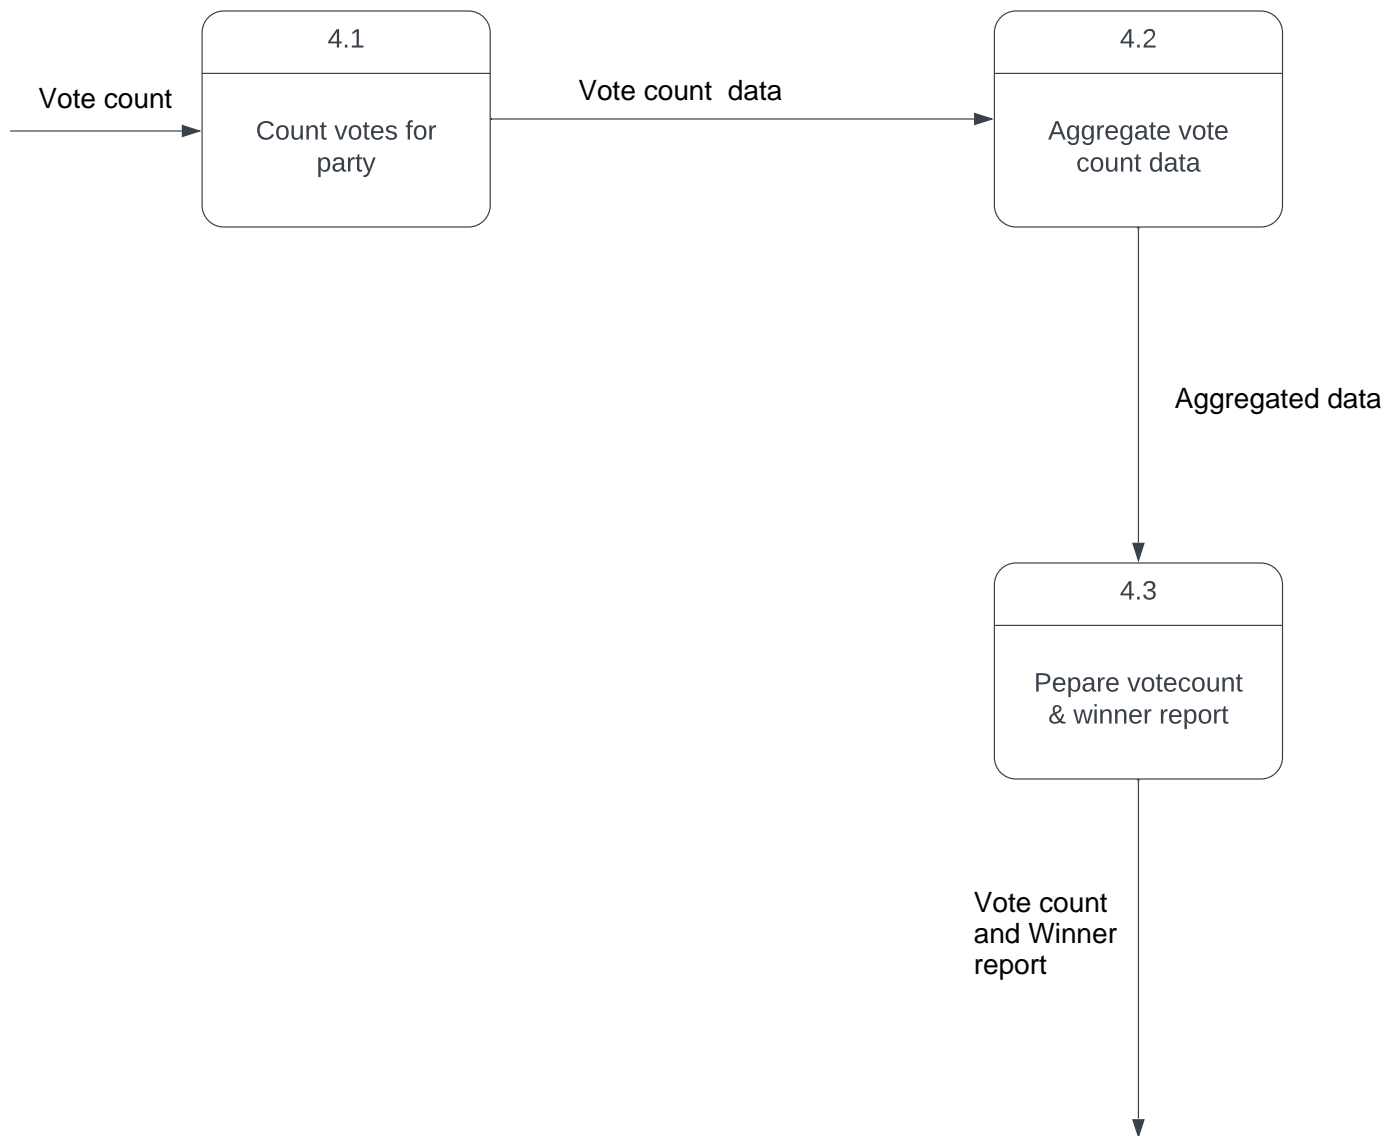 4.1
4.2
Vote count
Vote count  data
Count votes for
party
Aggregate vote
count data
Aggregated data
4.3
Pepare votecount
& winner report
Vote count
and Winner
report